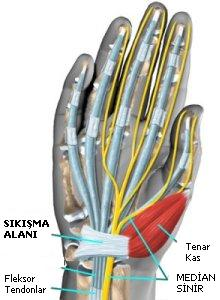 SIKIŞMA
ALANI
Tenar
Kas
Fleksor
Tendonlar
MEDİAN
SİNİR